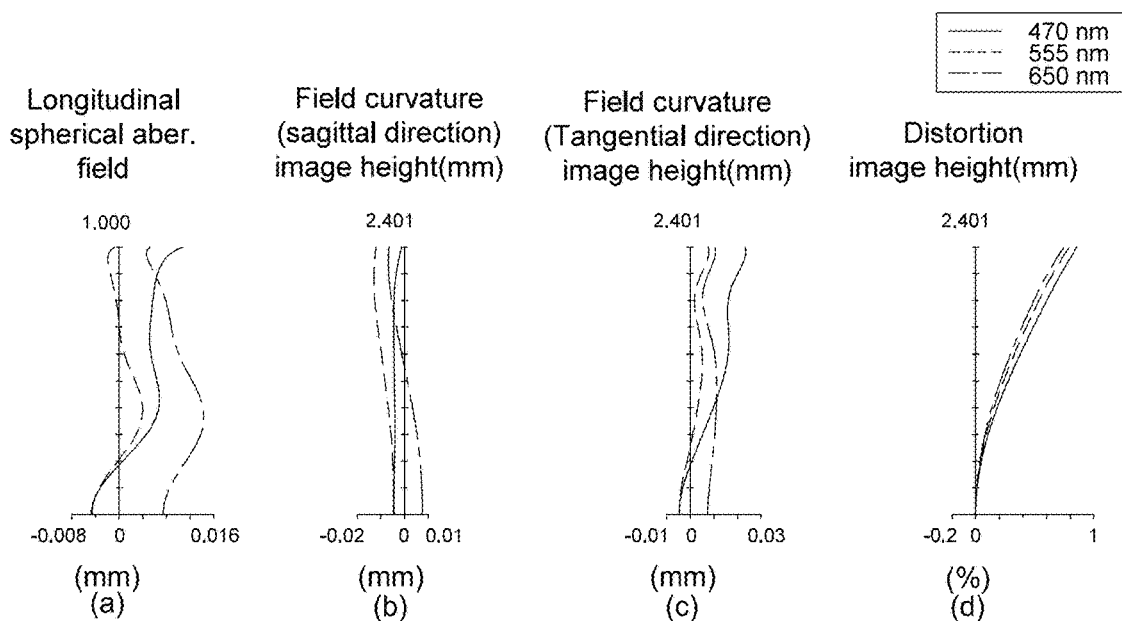 470 nm
555 nm
650 nm
Longitudinal
spherical aber.
field
Field curvature
(sagittal direction)
image height(mm)
Field curvature
(Tangential direction)
image height(mm)
Distortion
image height(mm)
1.000
2.401
2.401
2.401
-0.008 0 0.016
-0.02 0 0.01
-0.01 0 0.03
-0.2 0 1
(mm)
(a)
(mm)
(b)
(mm)
(c)
(%)
(d)